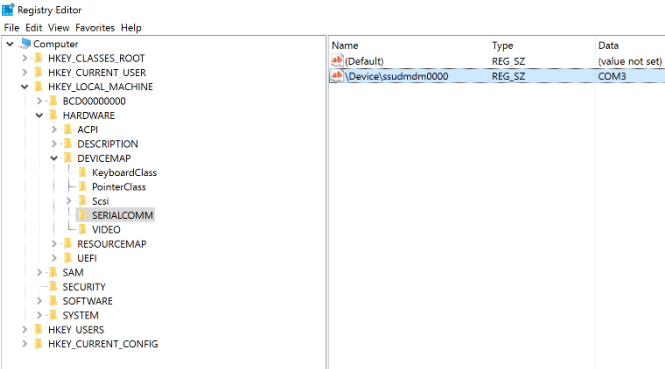 Registry Editor
File Edit View Favorites Help
Computer
HKEY_CLASSES_ROOT
HKEY_CURRENT_USER
HKEY_LOCAL_MACHINE
BCD00000000
HARDWARE
ACPI
DESCRIPTION
DEVICEMAP
KeyboardClass
PointerClass
Scsi
SERIALCOMM
VIDEO
RESOURCEMAP
UEFI
SAM
SECURITY
SOFTWARE
SYSTEM
HKEY_USERS
HKEY_CURRENT_CONFIG
Name Type Data
ab (Default) REG_SZ (value not set)
ab \Device\ssudmdm0000 REG_SZ COM3